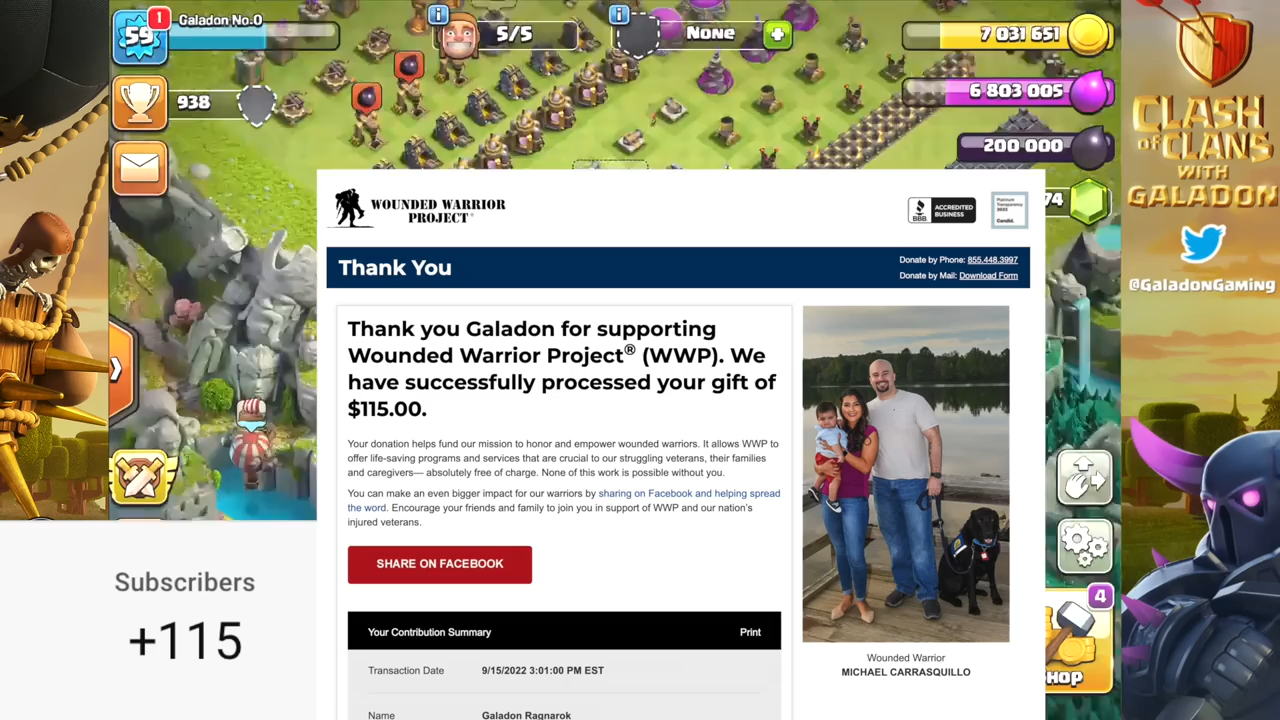 1
59
Galadon No.0
5/5
None
7 031 651
938
6 803 005
200 000
74
CLASH
OF CLANS
WITH
GALADON
@GaladonGaming
WOUNDED WARRIOR
PROJECT®
BBB
ACCREDITED
BUSINESS
Platinum
Transparency
2022
Candid.
Thank You
Donate by Phone: 855.448.3997
Donate by Mail: Download Form
Thank you Galadon for supporting
Wounded Warrior Project® (WWP). We
have successfully processed your gift of
$115.00.
Your donation helps fund our mission to honor and empower wounded warriors. It allows WWP to
offer life-saving programs and services that are crucial to our struggling veterans, their families
and caregivers— absolutely free of charge. None of this work is possible without you.
You can make an even bigger impact for our warriors by sharing on Facebook and helping spread
the word. Encourage your friends and family to join you in support of WWP and our nation's
injured veterans.
SHARE ON FACEBOOK
Your Contribution Summary
Print
Transaction Date
9/15/2022 3:01:00 PM EST
Name
Galadon Ragnarok
Wounded Warrior
MICHAEL CARRASQUILLO
Subscribers
+115
4
SHOP